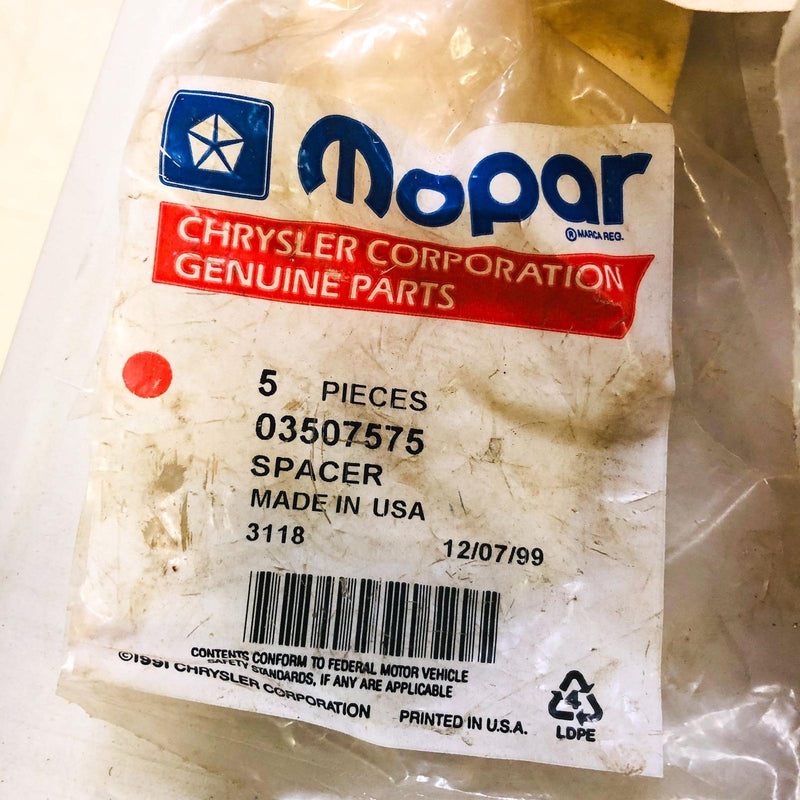 Mopar
® MARCA REG.
CHRYSLER CORPORATION
GENUINE PARTS
5 PIECES
03507575
SPACER
MADE IN USA
3118 12/07/99
CONTENTS CONFORM TO FEDERAL MOTOR VEHICLE
SAFETY STANDARDS, IF ANY ARE APPLICABLE
©1991 CHRYSLER CORPORATION PRINTED IN U.S.A.
4
LDPE